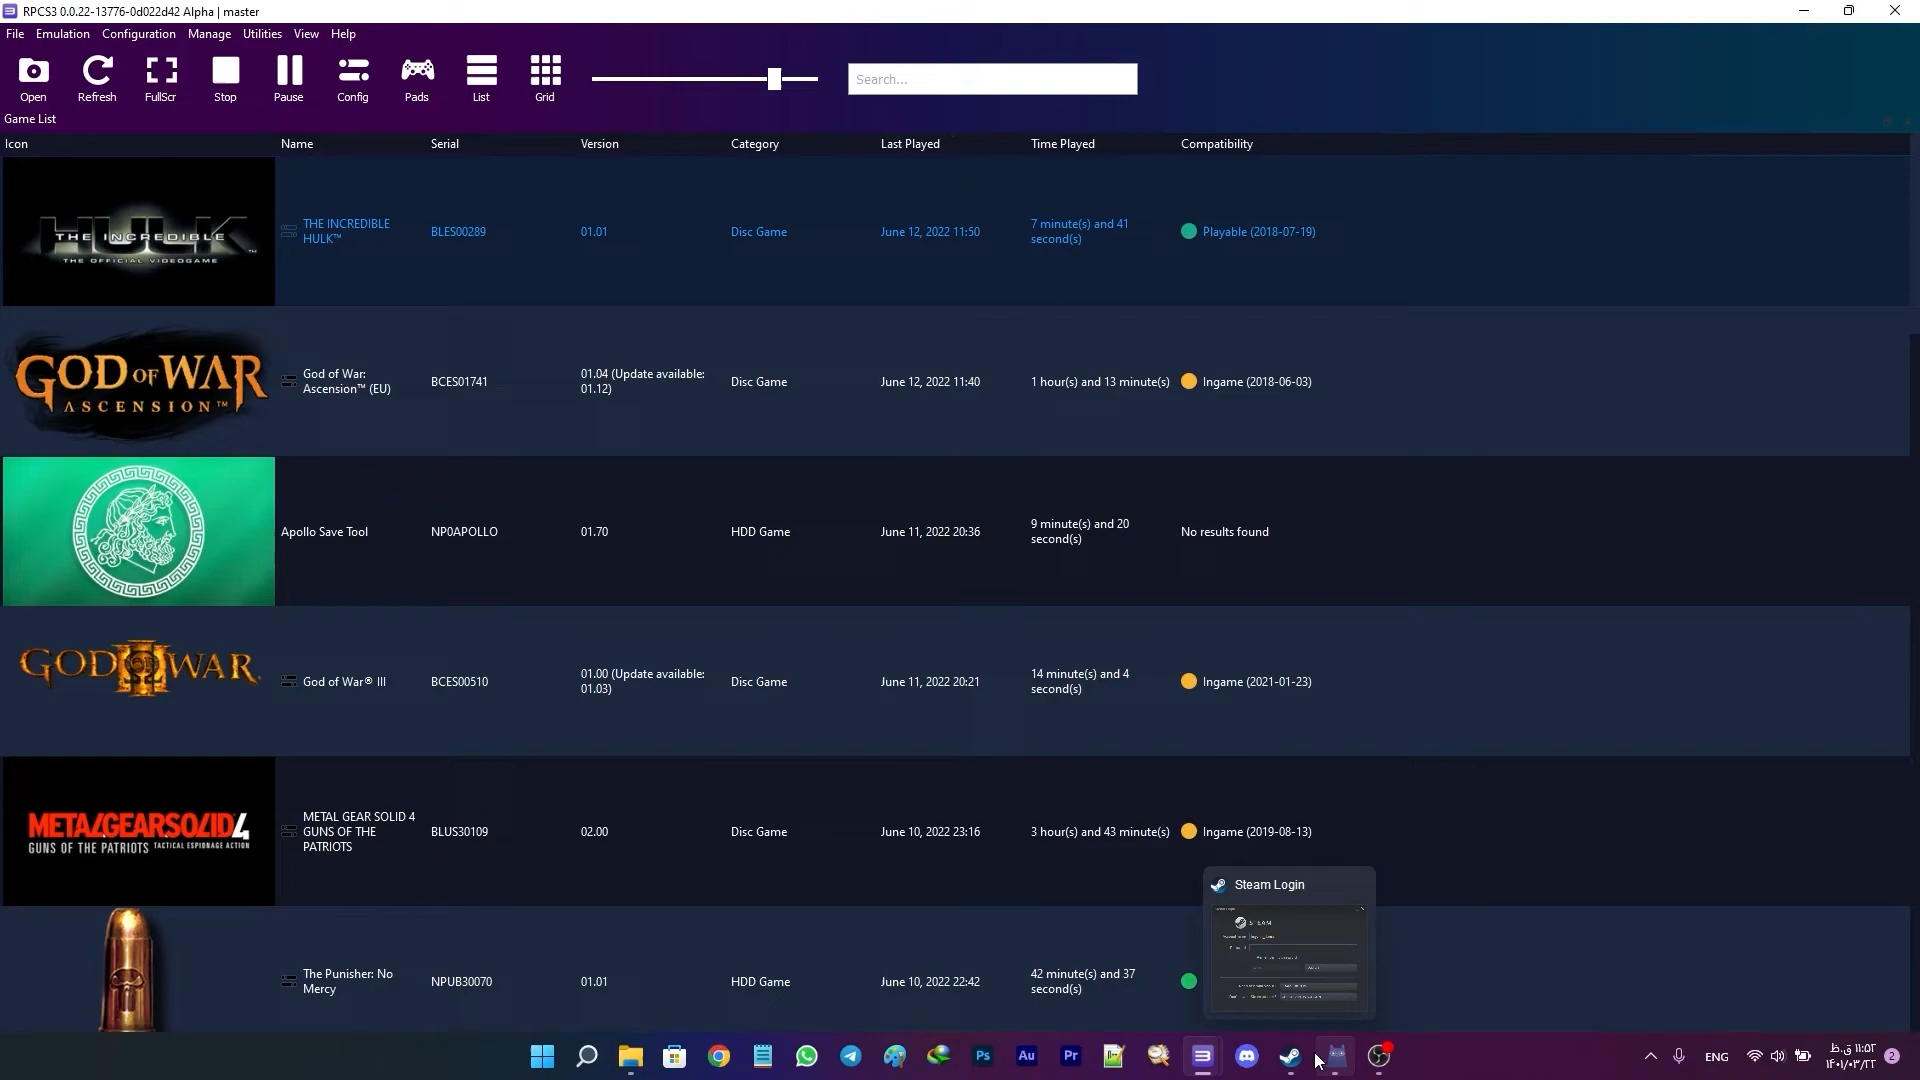 RPCS3 0.0.22-13776-0d022d42 Alpha | master
File Emulation Configuration Manage Utilities View Help
Open Refresh FullScr Stop Pause Config Pads List Grid
Search...
Game List
Icon Name Serial Version Category Last Played Time Played Compatibility
HULK
THE INCREDIBLE
THE OFFICIAL VIDEOGAME
THE INCREDIBLE
HULK™
BLES00289
01.01
Disc Game
June 12, 2022 11:50
7 minute(s) and 41
second(s)
Playable (2018-07-19)
GOD OF WAR
ASCENSION™
God of War:
Ascension™ (EU)
BCES01741
01.04 (Update available:
01.12)
Disc Game
June 12, 2022 11:40
1 hour(s) and 13 minute(s)
Ingame (2018-06-03)
Apollo Save Tool
NP0APOLLO
01.70
HDD Game
June 11, 2022 20:36
9 minute(s) and 20
second(s)
No results found
GOD OF WAR
God of War® III
BCES00510
01.00 (Update available:
01.03)
Disc Game
June 11, 2022 20:21
14 minute(s) and 4
second(s)
Ingame (2021-01-23)
METAL GEAR SOLID 4
GUNS OF THE PATRIOTS TACTICAL ESPIONAGE ACTION
METAL GEAR SOLID 4
GUNS OF THE
PATRIOTS
BLUS30109
02.00
Disc Game
June 10, 2022 23:16
3 hour(s) and 43 minute(s)
Ingame (2019-08-13)
The Punisher: No
Mercy
NPUB30070
01.01
HDD Game
June 10, 2022 22:42
42 minute(s) and 37
second(s)
Steam Login
STEAM
Ps Au Pr
ENG
۱۱:۵۲ ق.ظ
۱۴۰۱/۰۳/۲۲
2